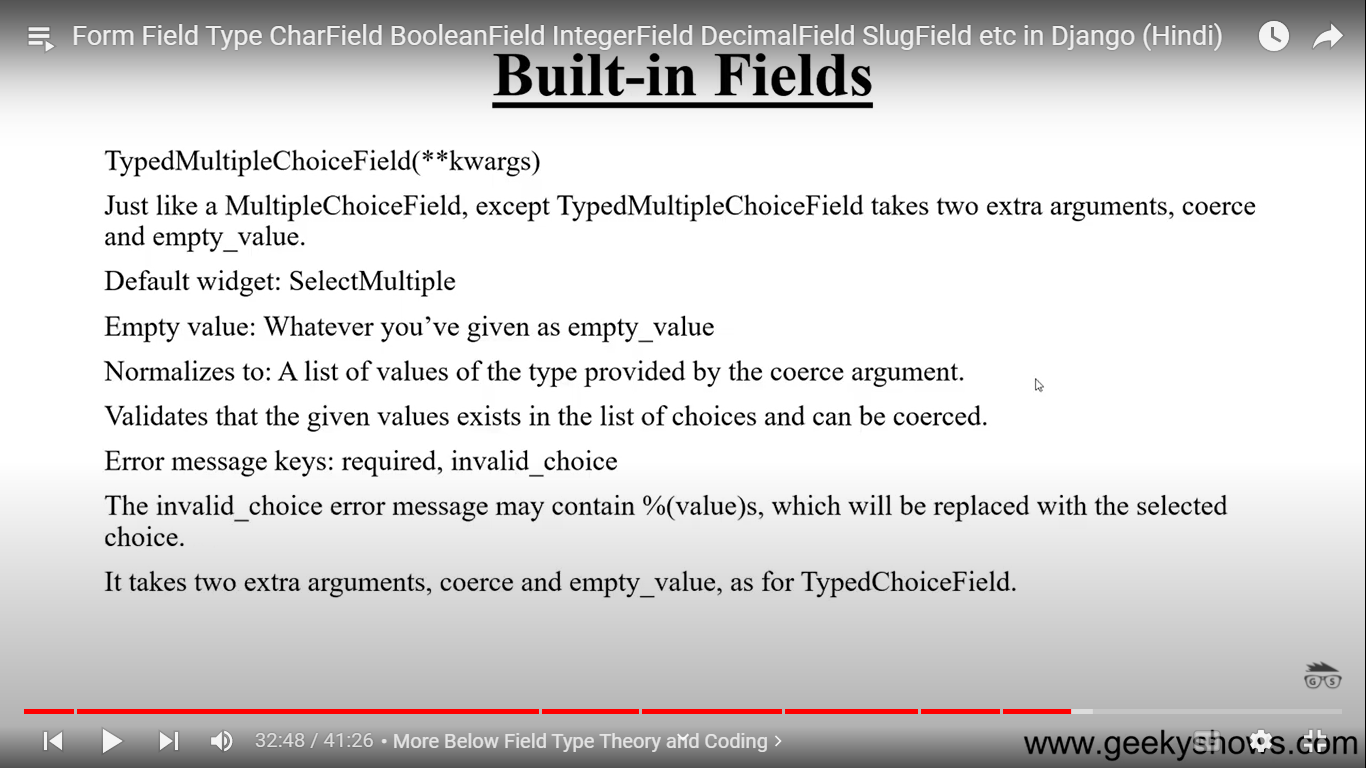 Form Field Type CharField BooleanField IntegerField DecimalField SlugField etc in Django (Hindi)
Built-in Fields
TypedMultipleChoiceField(**kwargs)
Just like a MultipleChoiceField, except TypedMultipleChoiceField takes two extra arguments, coerce
and empty_value.
Default widget: SelectMultiple
Empty value: Whatever you’ve given as empty_value
Normalizes to: A list of values of the type provided by the coerce argument.
Validates that the given values exists in the list of choices and can be coerced.
Error message keys: required, invalid_choice
The invalid_choice error message may contain %(value)s, which will be replaced with the selected
choice.
It takes two extra arguments, coerce and empty_value, as for TypedChoiceField.
G S
32:48 / 41:26 • More Below Field Type Theory and Coding >
www.geekyshows.com